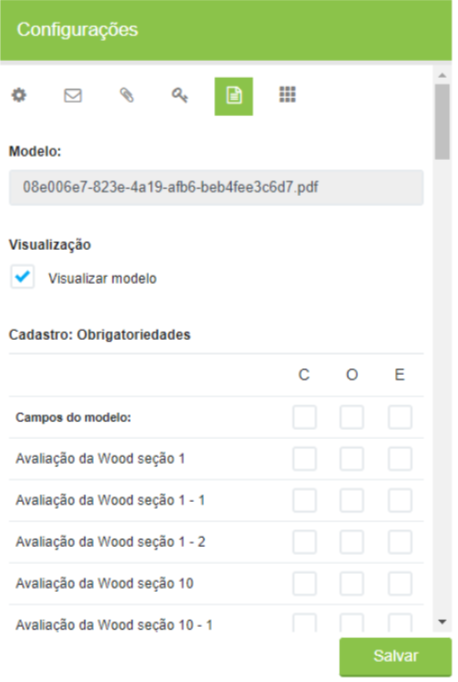 Configurações
Modelo:
08e006e7-823e-4a19-afb6-beb4fee3c6d7.pdf
Visualização
Visualizar modelo
Cadastro: Obrigatoriedades
C O E
Campos do modelo:
Avaliação da Wood seção 1
Avaliação da Wood seção 1 - 1
Avaliação da Wood seção 1 - 2
Avaliação da Wood seção 10
Avaliação da Wood seção 10 - 1
Salvar